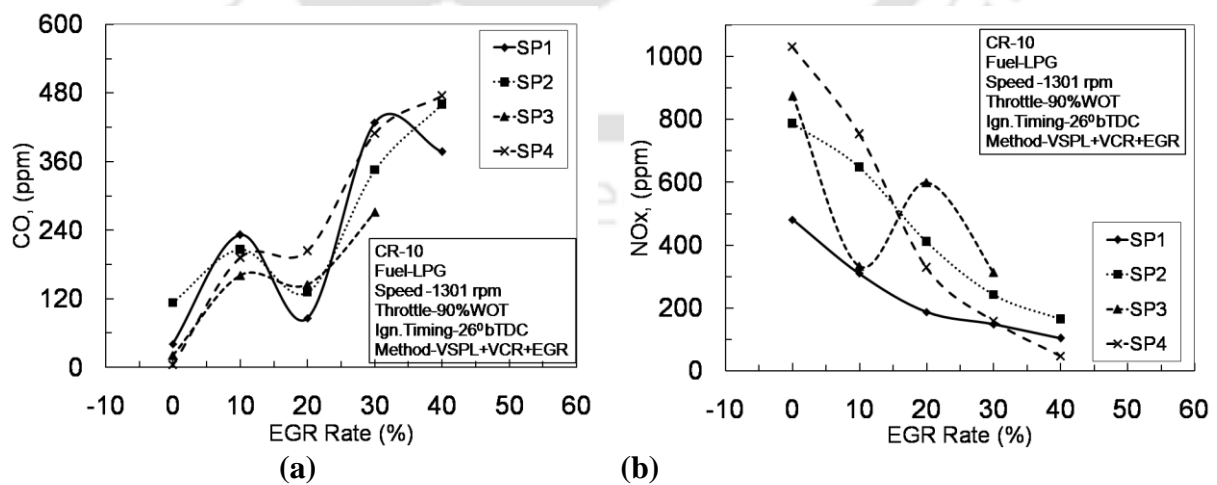 600
480
360
240
120
0
CO, (ppm)
-10 0 10 20 30 40 50 60
EGR Rate (%)
SP1
SP2
SP3
SP4
CR-10
Fuel-LPG
Speed -1301 rpm
Throttle-90%WOT
Ign.Timing-26⁰bTDC
Method-VSPL+VCR+EGR
(a)
1000
800
600
400
200
0
NOx, (ppm)
-10 0 10 20 30 40 50 60
EGR Rate (%)
CR-10
Fuel-LPG
Speed -1301 rpm
Throttle-90%WOT
Ign.Timing-26⁰bTDC
Method-VSPL+VCR+EGR
SP1
SP2
SP3
SP4
(b)